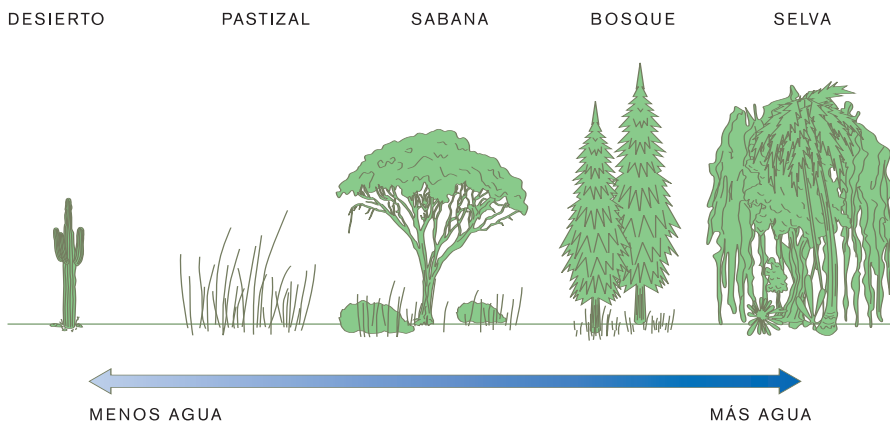 DESIERTO PASTIZAL SABANA BOSQUE SELVA
MENOS AGUA MÁS AGUA